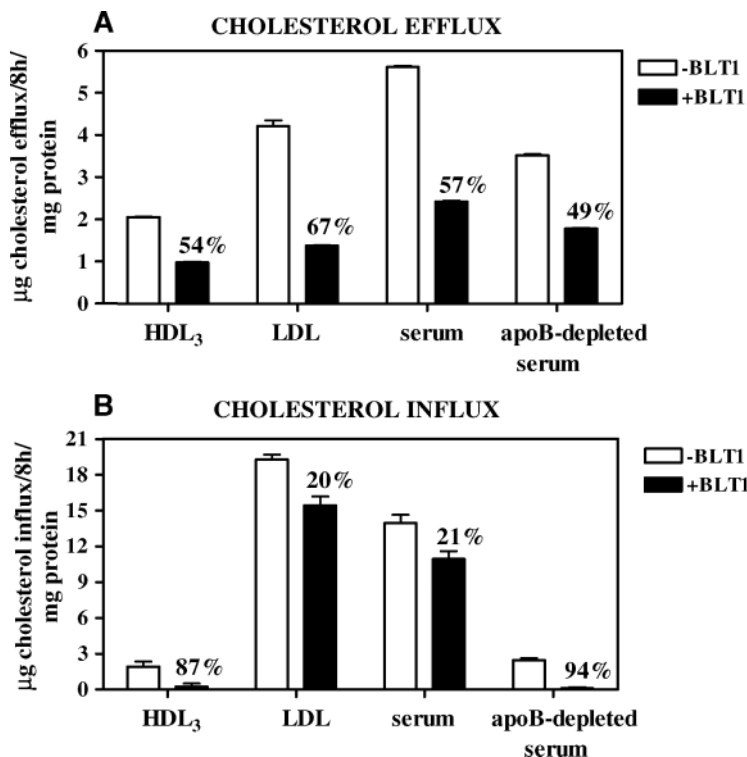 A
CHOLESTEROL EFFLUX
µg cholesterol efflux/8h/
mg protein
6
5
4
3
2
1
0
54%
67%
57%
49%
-BLT1
+BLT1
HDL3
LDL
serum
apoB-depleted
serum
B
CHOLESTEROL INFLUX
µg cholesterol influx/8h/
mg protein
21
18
15
12
9
6
3
0
87%
20%
21%
94%
-BLT1
+BLT1
HDL3
LDL
serum
apoB-depleted
serum